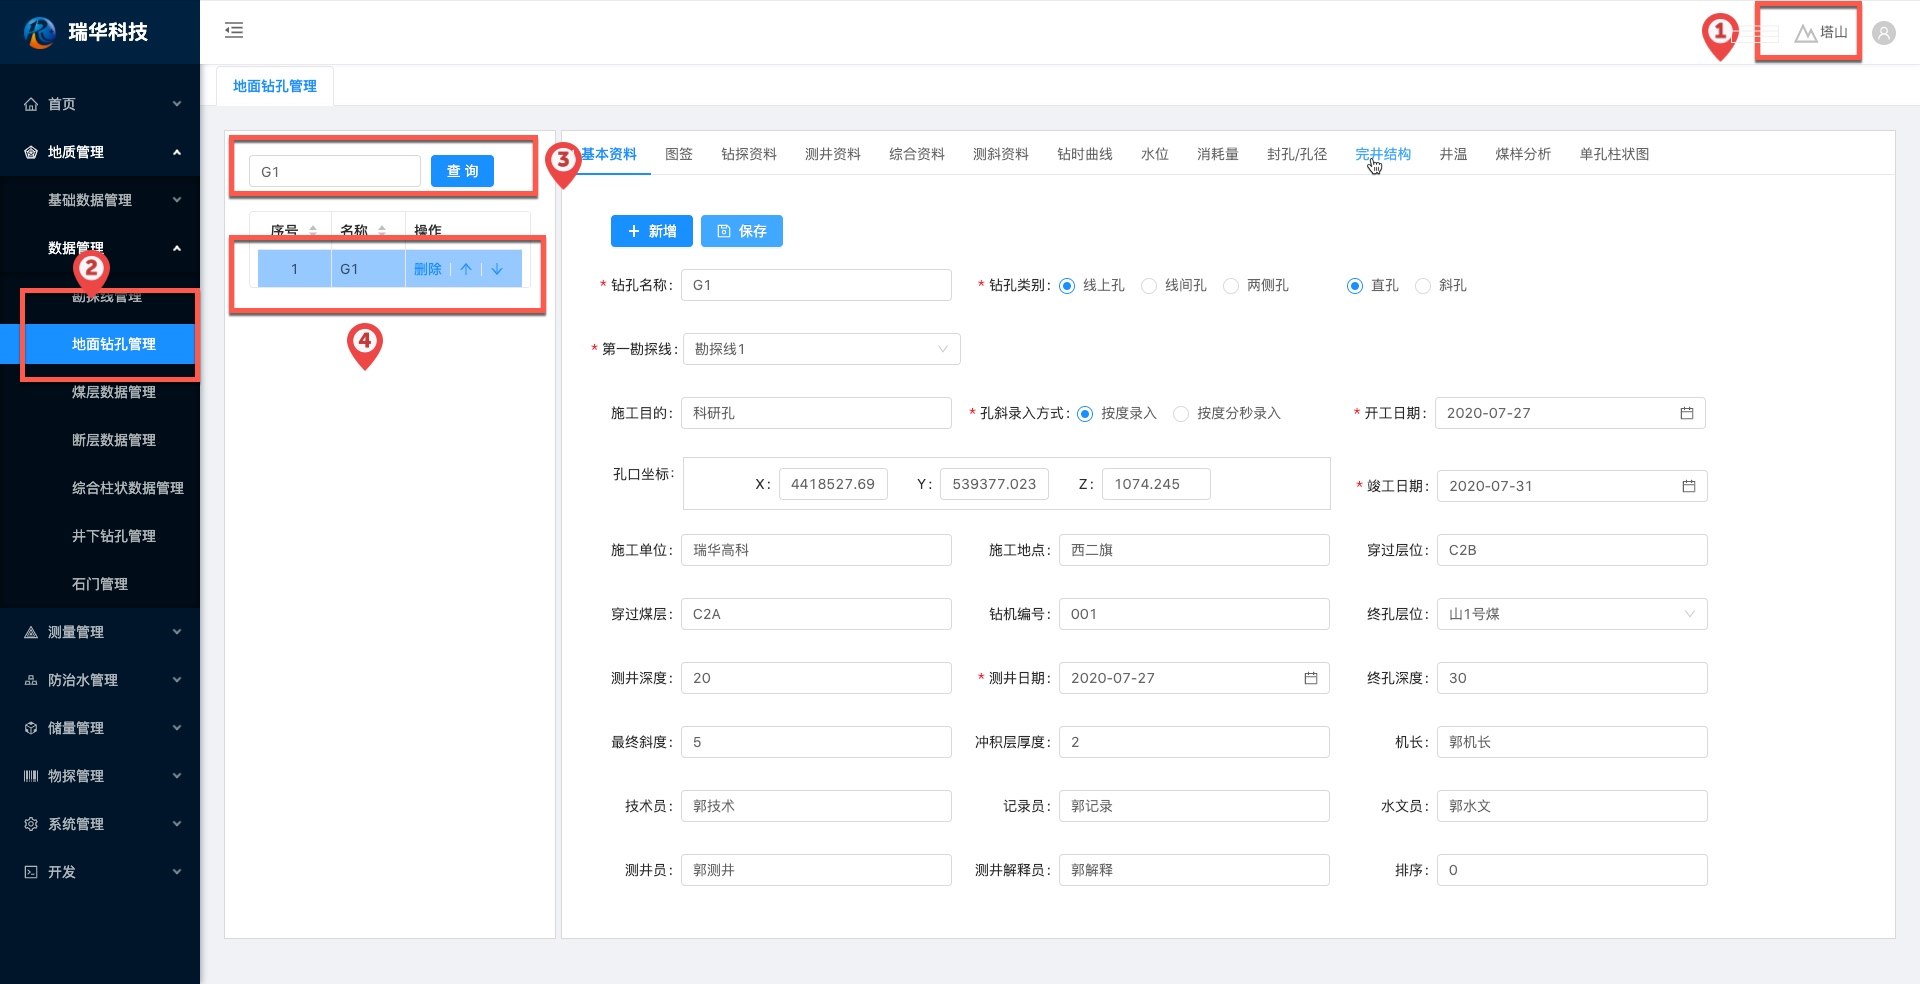 瑞华科技
塔山
1
地面钻孔管理
首页
地质管理
基础数据管理
数据管理
2
勘探线管理
地面钻孔管理
煤层数据管理
断层数据管理
综合柱状数据管理
井下钻孔管理
石门管理
测量管理
防治水管理
储量管理
物探管理
系统管理
开发
G1 查 询
3
序号 名称 操作
1 G1 删除
4
基本资料 图签 钻探资料 测井资料 综合资料 测斜资料 钻时曲线 水位 消耗量 封孔/孔径 完井结构 井温 煤样分析 单孔柱状图
新增 保存
* 钻孔名称: G1 * 钻孔类别: 线上孔 线间孔 两侧孔 直孔 斜孔
* 第一勘探线: 勘探线1
施工目的: 科研孔 * 孔斜录入方式: 按度录入 按度分秒录入 * 开工日期: 2020-07-27
孔口坐标: X: 4418527.69 Y: 539377.023 Z: 1074.245 * 竣工日期: 2020-07-31
施工单位: 瑞华高科 施工地点: 西二旗 穿过层位: C2B
穿过煤层: C2A 钻机编号: 001 终孔层位: 山1号煤
测井深度: 20 * 测井日期: 2020-07-27 终孔深度: 30
最终斜度: 5 冲积层厚度: 2 机长: 郭机长
技术员: 郭技术 记录员: 郭记录 水文员: 郭水文
测井员: 郭测井 测井解释员: 郭解释 排序: 0